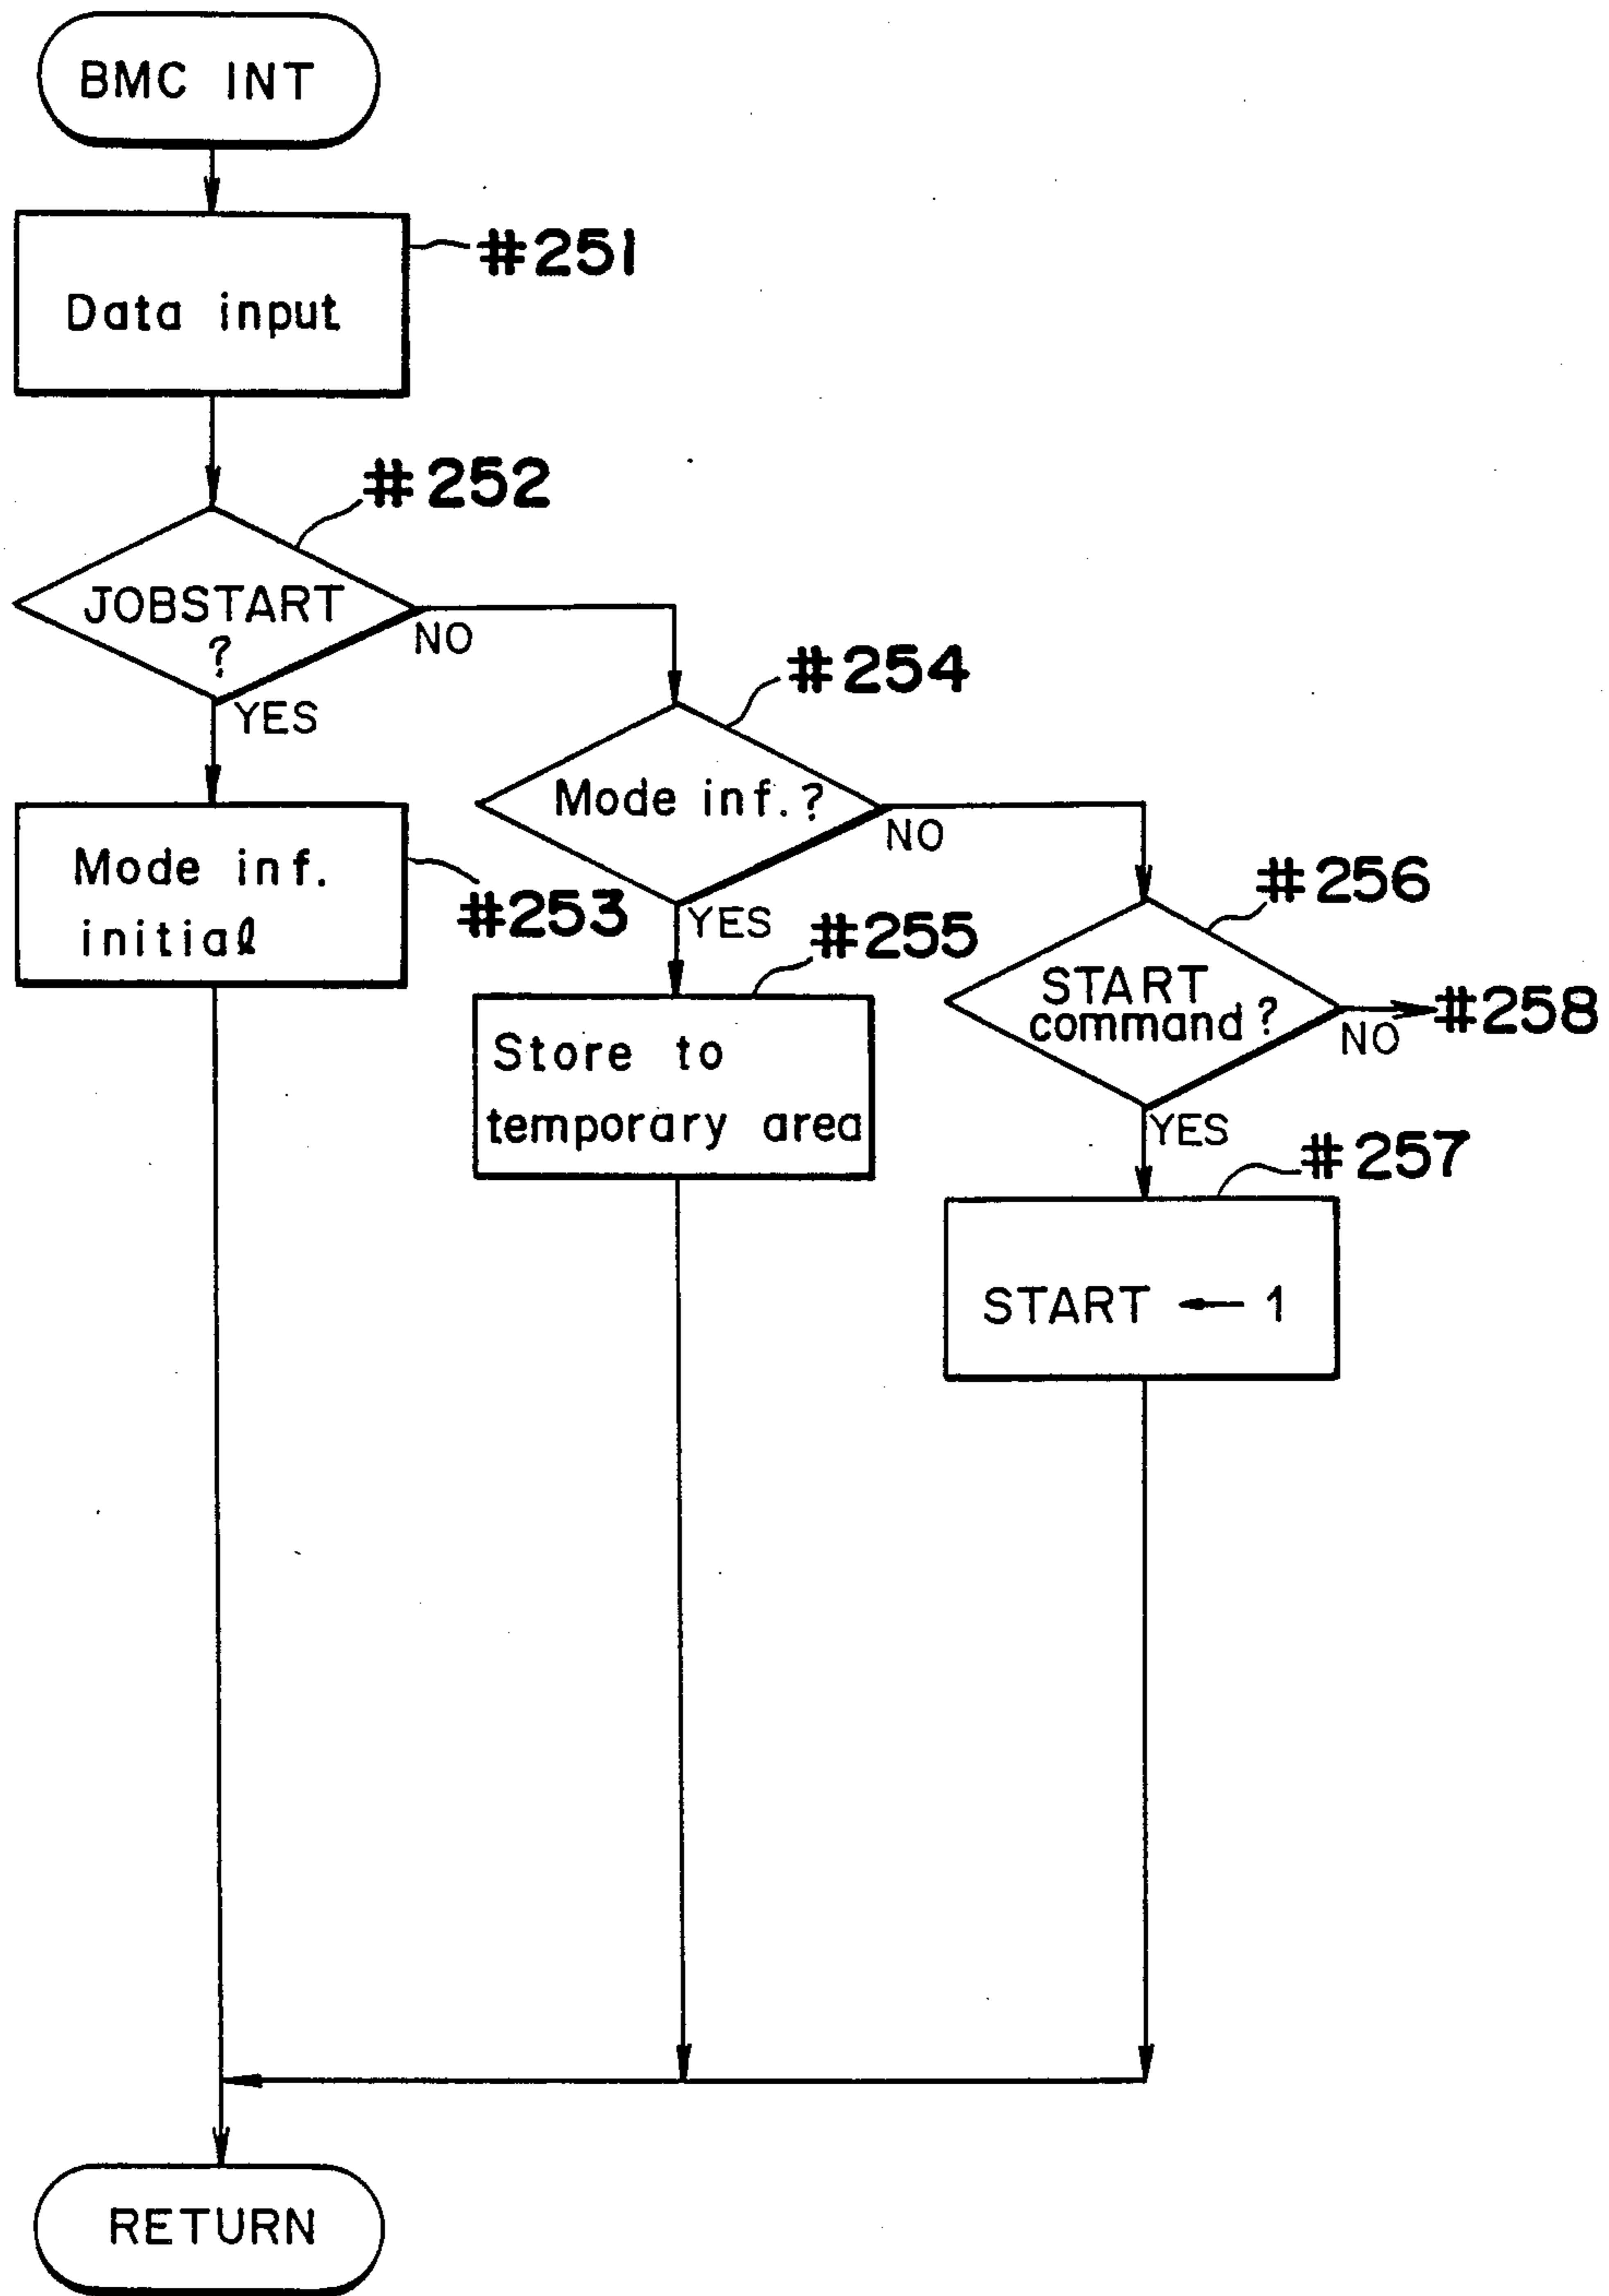 BMC INT
#251
Data input
#252
JOBSTART
?
NO
YES
#254
Mode inf.?
NO
YES
Mode inf.
initial
#253
#255
Store to
temporary area
#256
START
command?
NO
#258
YES
#257
START ← 1
RETURN